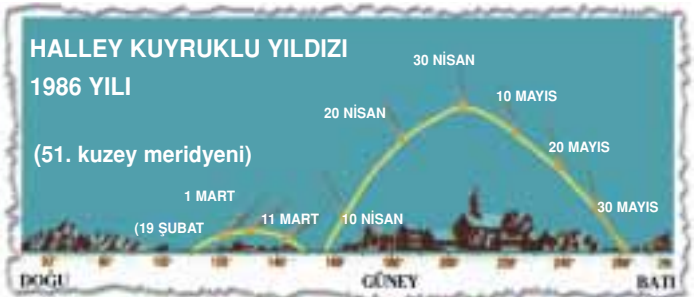 HALLEY KUYRUKLU YILDIZI
1986 YILI
(51. kuzey meridyeni)
30 NİSAN
10 MAYIS
20 NİSAN
20 MAYIS
1 MART
30 MAYIS
11 MART
10 NİSAN
(19 ŞUBAT
DOĞU
GÜNEY
BATI